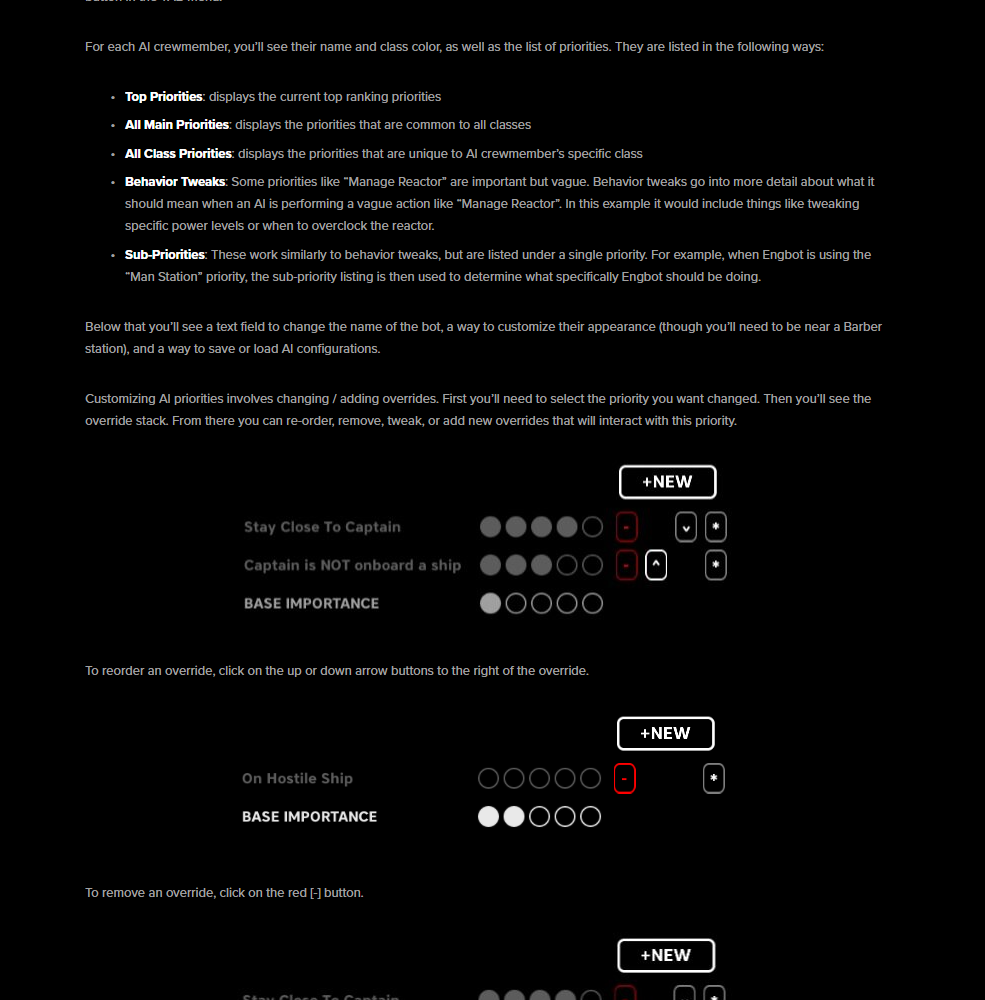 button in the TAB menu.
For each AI crewmember, you'll see their name and class color, as well as the list of priorities. They are listed in the following ways:
• Top Priorities: displays the current top ranking priorities
• All Main Priorities: displays the priorities that are common to all classes
• All Class Priorities: displays the priorities that are unique to AI crewmember's specific class
• Behavior Tweaks: Some priorities like “Manage Reactor” are important but vague. Behavior tweaks go into more detail about what it
should mean when an AI is performing a vague action like “Manage Reactor”. In this example it would include things like tweaking
specific power levels or when to overclock the reactor.
• Sub-Priorities: These work similarly to behavior tweaks, but are listed under a single priority. For example, when Engbot is using the
“Man Station” priority, the sub-priority listing is then used to determine what specifically Engbot should be doing.
Below that you'll see a text field to change the name of the bot, a way to customize their appearance (though you'll need to be near a Barber
station), and a way to save or load AI configurations.
Customizing AI priorities involves changing / adding overrides. First you'll need to select the priority you want changed. Then you'll see the
override stack. From there you can re-order, remove, tweak, or add new overrides that will interact with this priority.
+NEW
Stay Close To Captain - v *
Captain is NOT onboard a ship - ^ *
BASE IMPORTANCE
To reorder an override, click on the up or down arrow buttons to the right of the override.
+NEW
On Hostile Ship - *
BASE IMPORTANCE
To remove an override, click on the red [-] button.
+NEW
Stay Close To Captain - v *